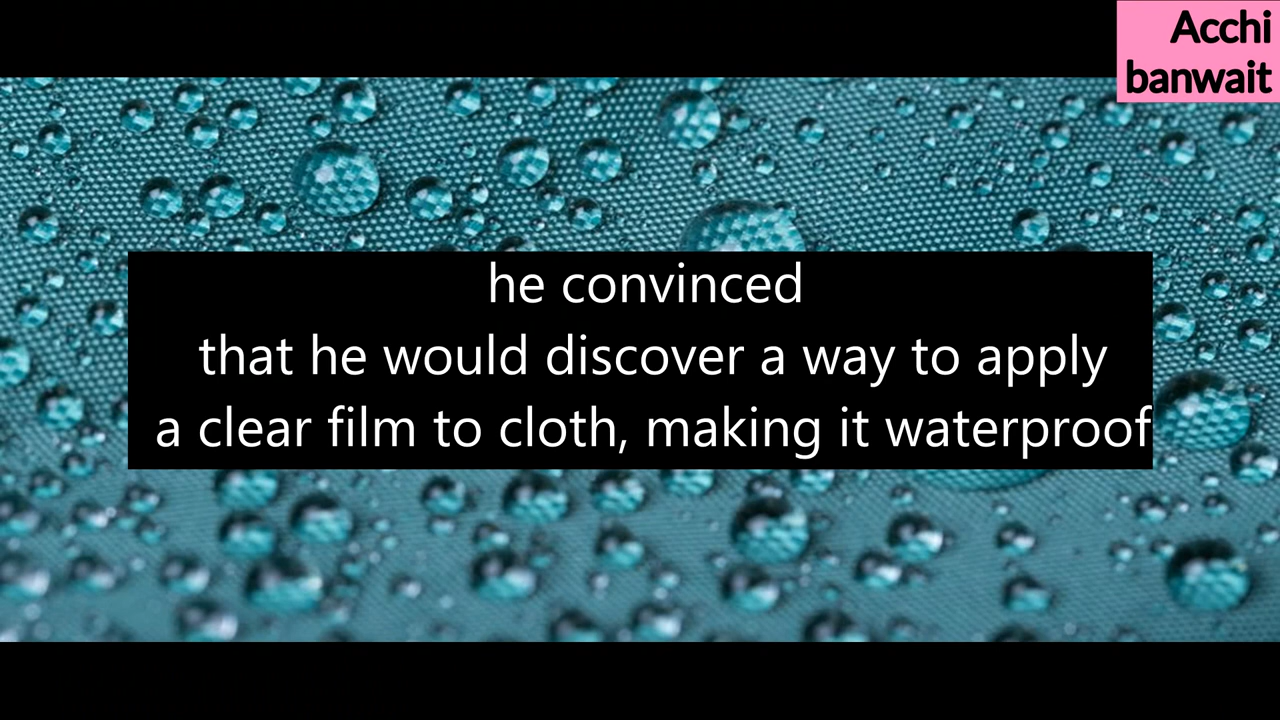 Acchi
banwait
he convinced
that he would discover a way to apply
a clear film to cloth, making it waterproof